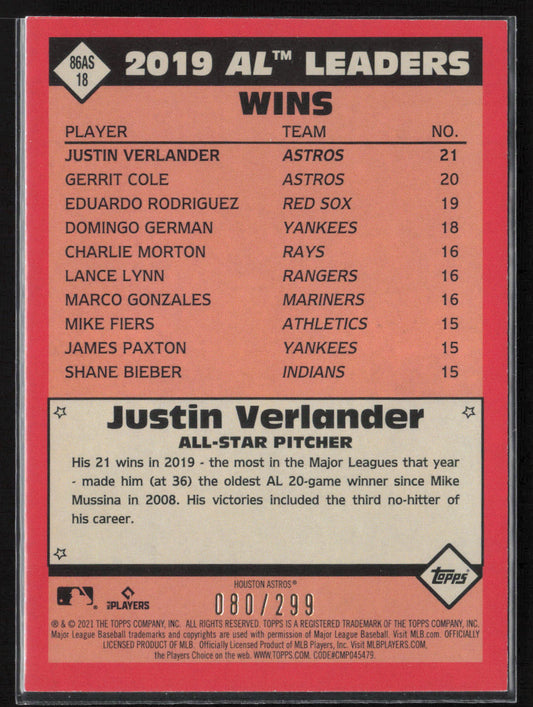 86AS
18
2019 AL™ LEADERS
WINS
PLAYER TEAM NO.
JUSTIN VERLANDER ASTROS 21
GERRIT COLE ASTROS 20
EDUARDO RODRIGUEZ RED SOX 19
DOMINGO GERMAN YANKEES 18
CHARLIE MORTON RAYS 16
LANCE LYNN RANGERS 16
MARCO GONZALES MARINERS 16
MIKE FIERS ATHLETICS 15
JAMES PAXTON YANKEES 15
SHANE BIEBER INDIANS 15
Justin Verlander
ALL-STAR PITCHER
His 21 wins in 2019 - the most in the Major Leagues that year
- made him (at 36) the oldest AL 20-game winner since Mike
Mussina in 2008. His victories included the third no-hitter of
his career.
Topps
PLAYERS
HOUSTON ASTROS®
080/299
® & © 2021 THE TOPPS COMPANY, INC. ALL RIGHTS RESERVED. TOPPS IS A REGISTERED TRADEMARK OF THE TOPPS COMPANY, INC.
Major League Baseball trademarks and copyrights are used with permission of Major League Baseball. Visit MLB.com. OFFICIALLY
LICENSED PRODUCT OF MLB. Officially Licensed Product of MLB Players, Inc. Visit MLBPLAYERS.com,
the Players Choice on the web. WWW.TOPPS.COM. CODE#CMP045479.